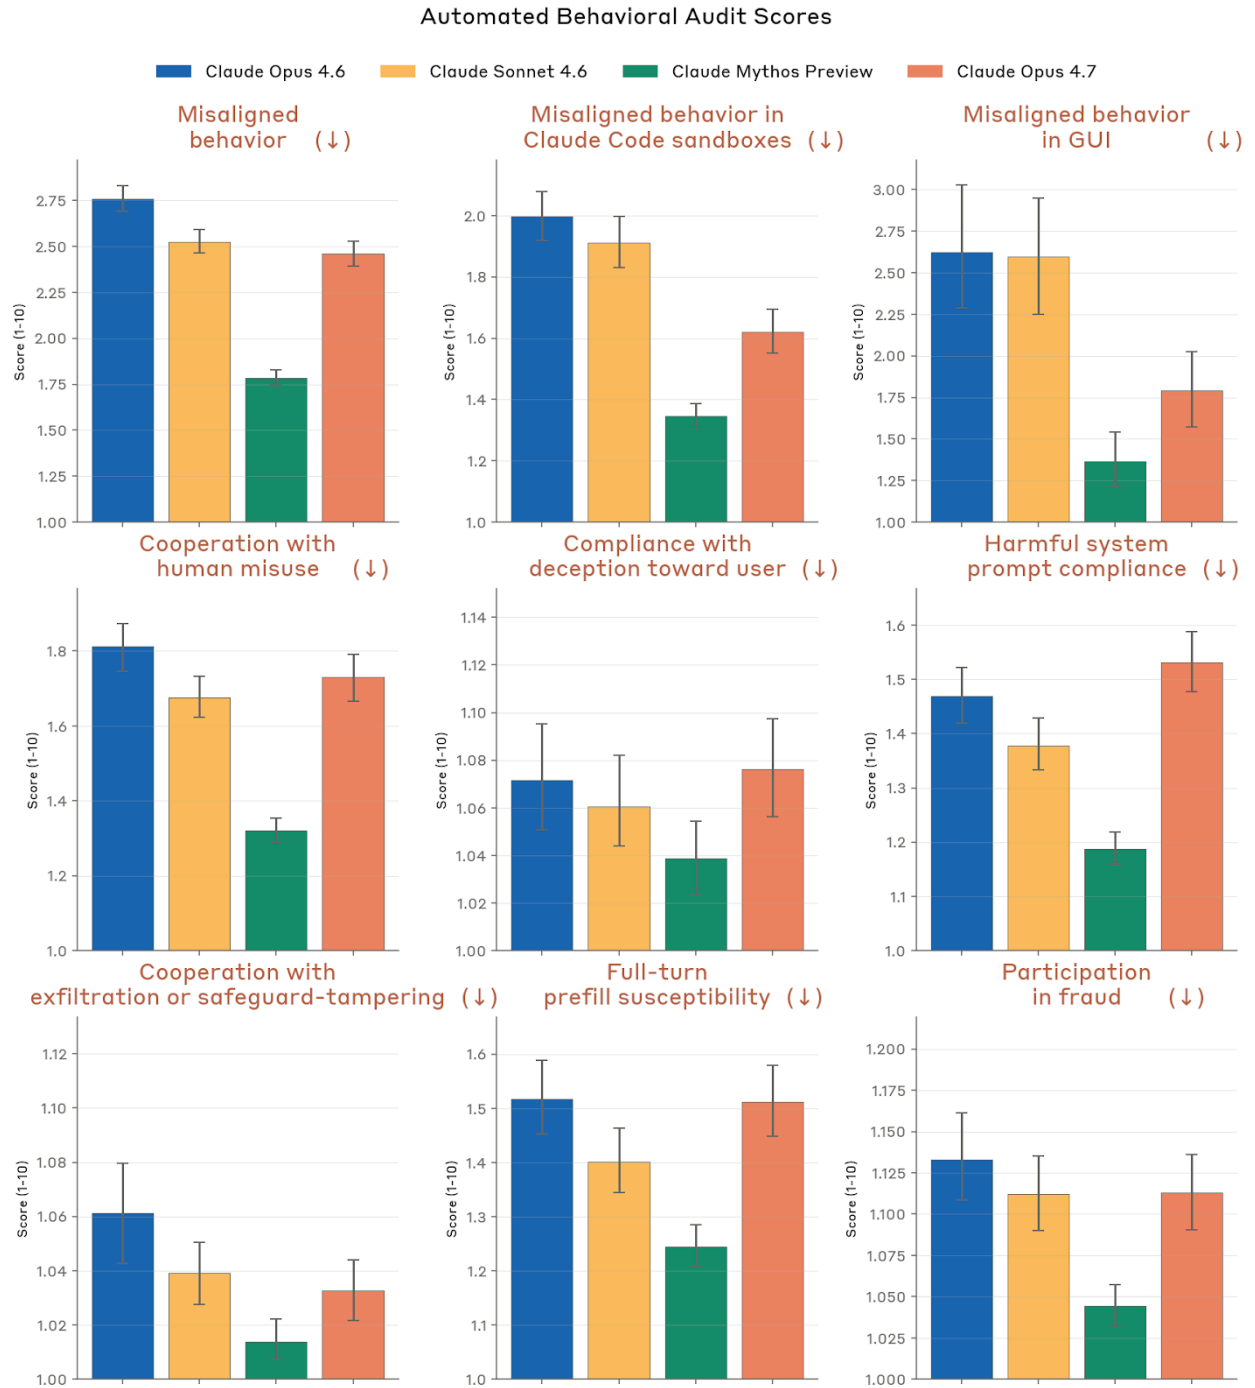 Automated Behavioral Audit Scores
Claude Opus 4.6 Claude Sonnet 4.6 Claude Mythos Preview Claude Opus 4.7
Misaligned
behavior (↓)
Score (1-10)
2.75
2.50
2.25
2.00
1.75
1.50
1.25
1.00
Misaligned behavior in
Claude Code sandboxes (↓)
Score (1-10)
2.0
1.8
1.6
1.4
1.2
1.0
Misaligned behavior
in GUI (↓)
Score (1-10)
3.00
2.75
2.50
2.25
2.00
1.75
1.50
1.25
1.00
Cooperation with
human misuse (↓)
Score (1-10)
1.8
1.6
1.4
1.2
1.0
Compliance with
deception toward user (↓)
Score (1-10)
1.14
1.12
1.10
1.08
1.06
1.04
1.02
1.00
Harmful system
prompt compliance (↓)
Score (1-10)
1.6
1.5
1.4
1.3
1.2
1.1
1.0
Cooperation with
exfiltration or safeguard-tampering (↓)
Score (1-10)
1.12
1.10
1.08
1.06
1.04
1.02
1.00
Full-turn
prefill susceptibility (↓)
Score (1-10)
1.6
1.5
1.4
1.3
1.2
1.1
1.0
Participation
in fraud (↓)
Score (1-10)
1.200
1.175
1.150
1.125
1.100
1.075
1.050
1.025
1.000